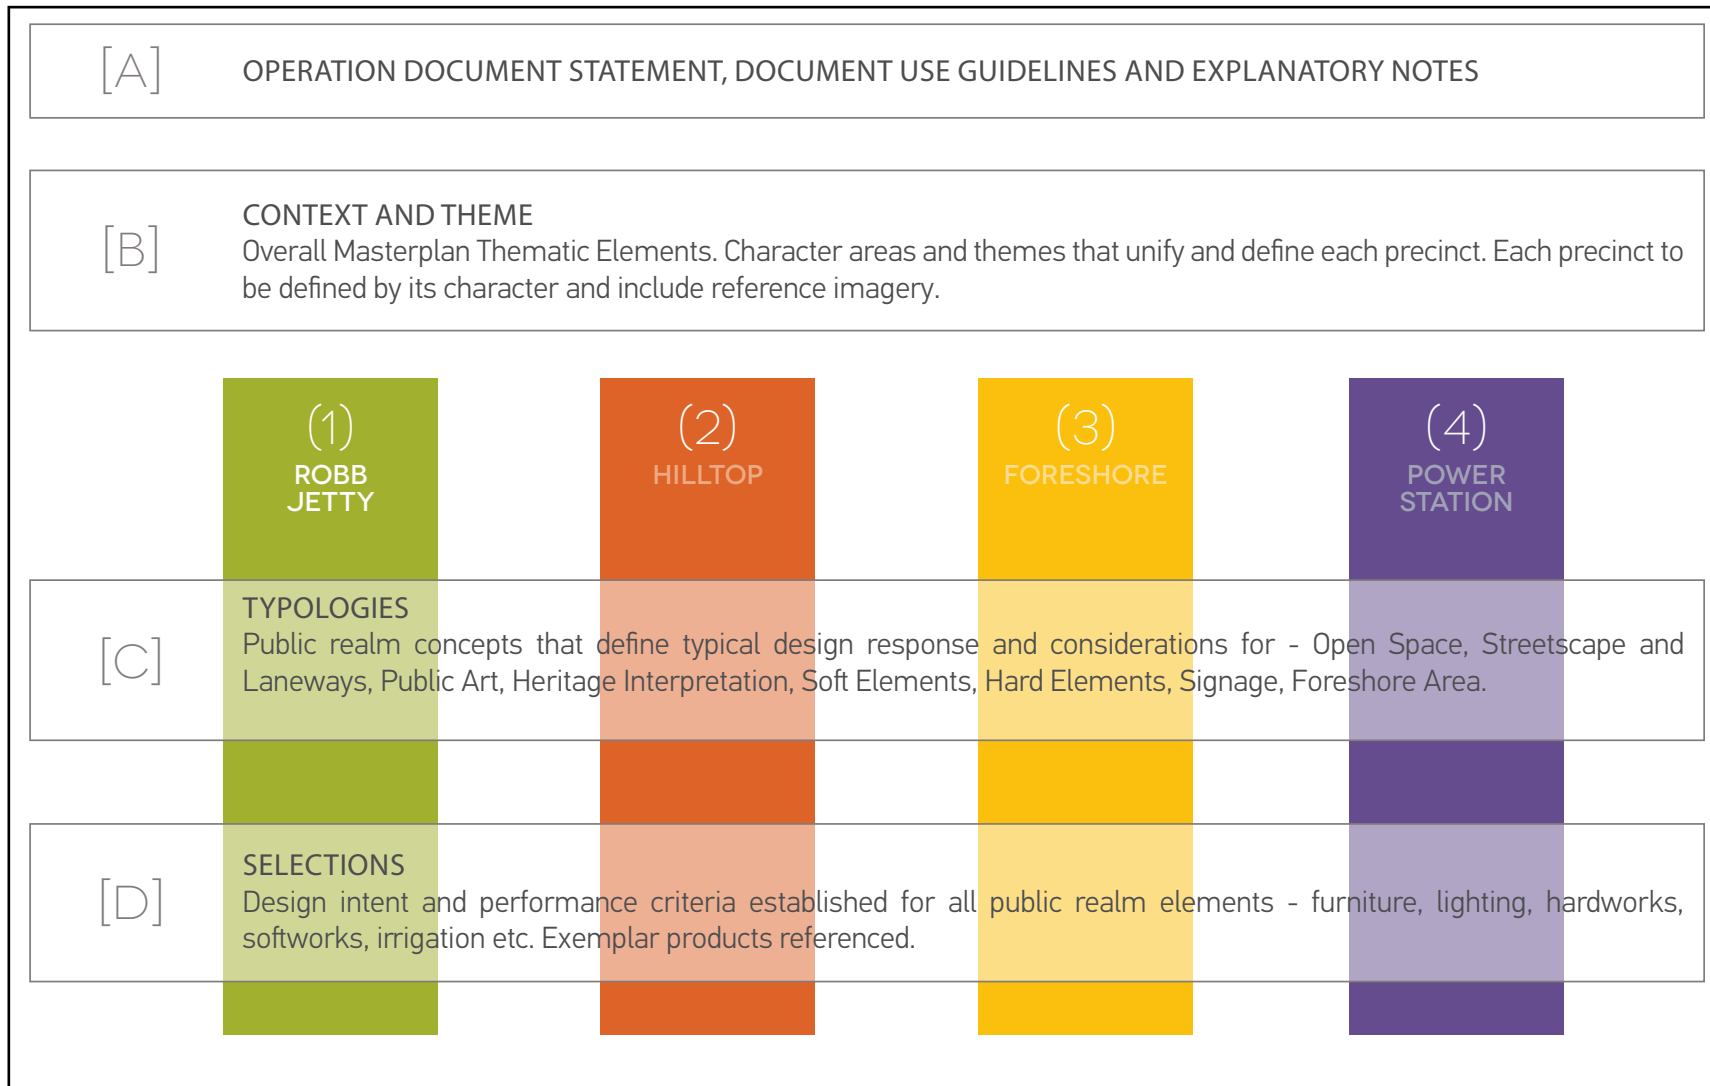 [A]
OPERATION DOCUMENT STATEMENT, DOCUMENT USE GUIDELINES AND EXPLANATORY NOTES
[B]
CONTEXT AND THEME
Overall Masterplan Thematic Elements. Character areas and themes that unify and define each precinct. Each precinct to
be defined by its character and include reference imagery.
(1)
ROBB
JETTY
(2)
HILLTOP
(3)
FORESHORE
(4)
POWER
STATION
[C]
TYPOLOGIES
Public realm concepts that define typical design response and considerations for - Open Space, Streetscape and
Laneways, Public Art, Heritage Interpretation, Soft Elements, Hard Elements, Signage, Foreshore Area.
[D]
SELECTIONS
Design intent and performance criteria established for all public realm elements - furniture, lighting, hardworks,
softworks, irrigation etc. Exemplar products referenced.